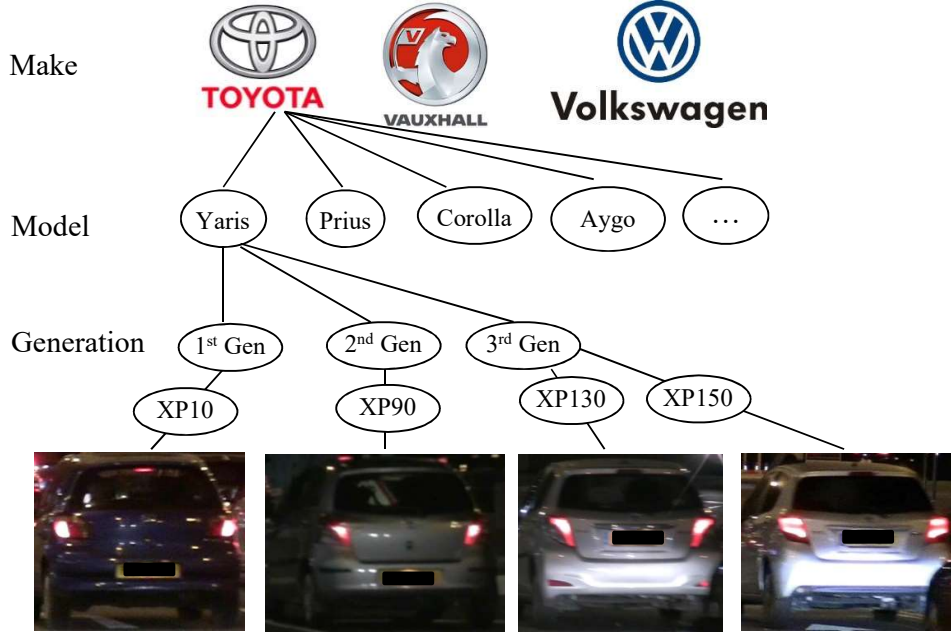 Make
TOYOTA
V
VAUXHALL
Volkswagen
Model
Yaris
Prius
Corolla
Aygo
...
Generation
1st Gen
2nd Gen
3rd Gen
XP10
XP90
XP130
XP150